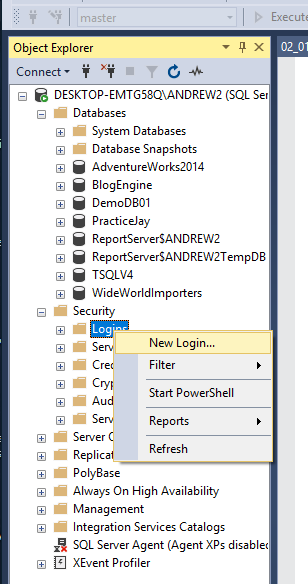 master
Execute
Object Explorer
02_01
Connect
DESKTOP-EMTG58Q\ANDREW2 (SQL Ser
Databases
System Databases
Database Snapshots
AdventureWorks2014
BlogEngine
DemoDB01
PracticeJay
ReportServer$ANDREW2
ReportServer$ANDREW2TempDB
TSQLV4
WideWorldImporters
Security
Logins
New Login...
Serv
Cred
Filter
Cryp
Start PowerShell
Aud
Serv
Reports
Server O
Replicat
Refresh
PolyBase
Always On High Availability
Management
Integration Services Catalogs
SQL Server Agent (Agent XPs disabled
XEvent Profiler